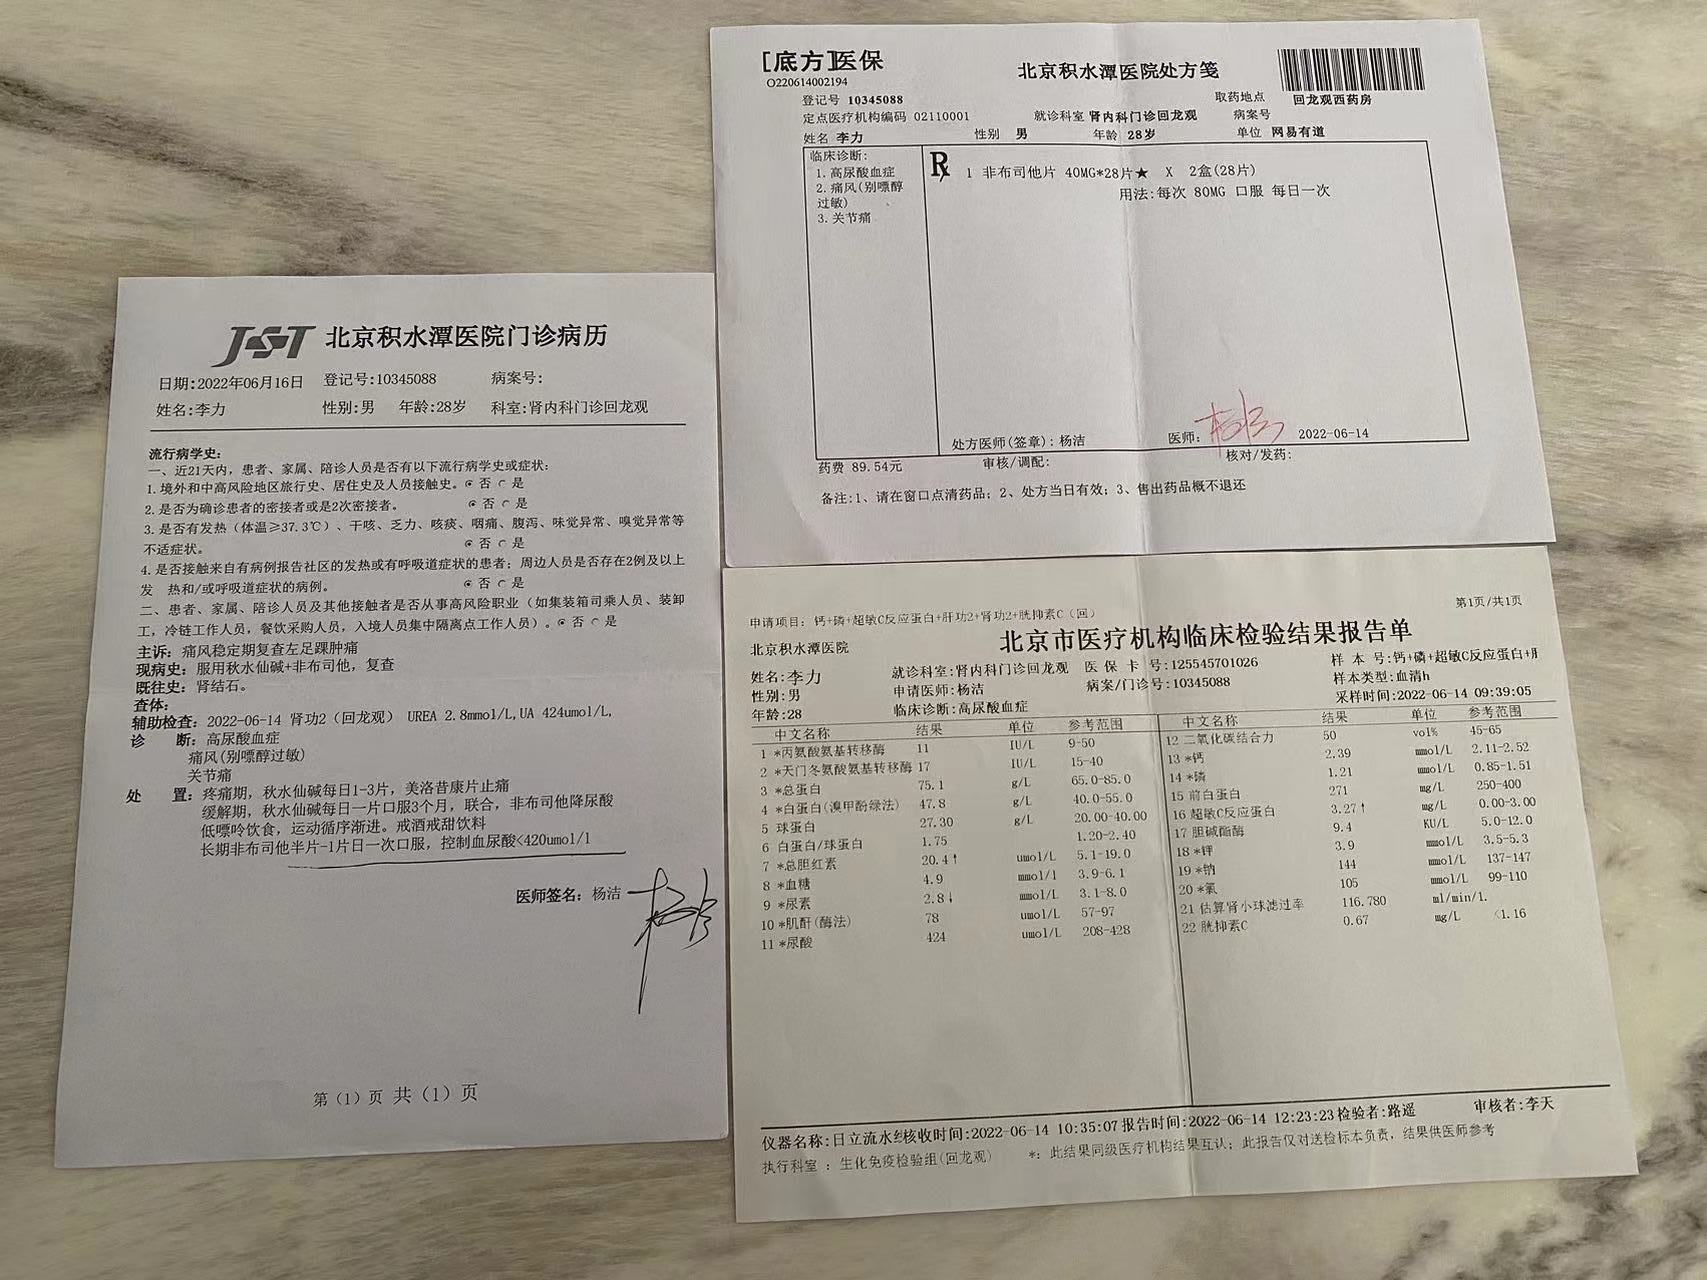 JST 北京积水潭医院门诊病历
日期:2022年06月16日 登记号:10345088 病案号:
姓名:李力 性别:男 年龄:28岁 科室:肾内科门诊回龙观
流行病学史:
一、近21天内，患者、家属、陪诊人员是否有以下流行病学史或症状:
1.境外和中高风险地区旅行史、居住史及人员接触史。 否 是
2.是否为确诊患者的密接者或是2次密接者。 否 是
3.是否有发热（体温≥37.3℃）、干咳、乏力、咳痰、咽痛、腹泻、味觉异常、嗅觉异常等
不适症状。 否 是
4.是否接触来自有病例报告社区的发热或有呼吸道症状的患者；周边人员是否存在2例及以上
发 热和/或呼吸道症状的病例。 否 是
二、患者、家属、陪诊人员及其他接触者是否从事高风险职业（如集装箱司乘人员、装卸
工，冷链工作人员，餐饮采购人员，入境人员集中隔离点工作人员）。 否 是
主诉: 痛风稳定期复查左足踝肿痛
现病史: 服用秋水仙碱+非布司他，复查
既往史: 肾结石。
查体:
辅助检查: 2022-06-14 肾功2（回龙观） UREA 2.8mmol/L,UA 424umol/L,
诊 断: 高尿酸血症
痛风(别嘌醇过敏)
关节痛
处 置: 疼痛期，秋水仙碱每日1-3片，美洛昔康片止痛
缓解期，秋水仙碱每日一片口服3个月，联合，非布司他降尿酸
低嘌呤饮食，运动循序渐进。戒酒戒甜饮料
长期非布司他半片-1片日一次口服，控制血尿酸<420umol/l
医师签名: 杨洁
第（1）页 共（1）页
[底方]医保
O220614002194
北京积水潭医院处方笺
登记号 10345088
取药地点 回龙观西药房
定点医疗机构编码 02110001 就诊科室 肾内科门诊回龙观 病案号
姓名 李力 性别 男 年龄 28岁 单位 网易有道
临床诊断:
1.高尿酸血症
2.痛风(别嘌醇
过敏)
3.关节痛
R 1 非布司他片 40MG*28片★ X 2盒(28片)
用法:每次 80MG 口服 每日一次
处方医师(签章): 杨洁 医师: 2022-06-14
药费 89.54元 审核/调配: 核对/发药:
备注:1、请在窗口点清药品；2、处方当日有效；3、售出药品概不退还
第1页/共1页
申请项目: 钙+磷+超敏C反应蛋白+肝功2+肾功2+胱抑素C（回）
北京积水潭医院 北京市医疗机构临床检验结果报告单
姓名:李力 就诊科室:肾内科门诊回龙观 医 保 卡 号:125545701026 样 本 号:钙+磷+超敏C反应蛋白+肝
性别:男 申请医师:杨洁 病案/门诊号:10345088 样本类型:血清h
年龄:28 临床诊断:高尿酸血症 采样时间:2022-06-14 09:39:05
中文名称 结果 单位 参考范围 中文名称 结果 单位 参考范围
1 *丙氨酸氨基转移酶 11 IU/L 9-50
2 *天门冬氨酸氨基转移酶 17 IU/L 15-40
3 *总蛋白 75.1 g/L 65.0-85.0
4 *白蛋白(溴甲酚绿法) 47.8 g/L 40.0-55.0
5 球蛋白 27.30 g/L 20.00-40.00
6 白蛋白/球蛋白 1.75 1.20-2.40
7 *总胆红素 20.4↑ umol/L 5.1-19.0
8 *血糖 4.9 mmol/l 3.9-6.1
9 *尿素 2.8↓ mmol/L 3.1-8.0
10 *肌酐(酶法) 78 umol/L 57-97
11 *尿酸 424 umol/L 208-428
12 二氧化碳结合力 50 vol% 45-65
13 *钙 2.39 mmol/L 2.11-2.52
14 *磷 1.21 mmol/L 0.85-1.51
15 前白蛋白 271 mg/L 250-400
16 超敏C反应蛋白 3.27↑ mg/L 0.00-3.00
17 胆碱酯酶 9.4 KU/L 5.0-12.0
18 *钾 3.9 mmol/L 3.5-5.3
19 *钠 144 mmol/L 137-147
20 *氯 105 mmol/L 99-110
21 估算肾小球滤过率 116.780 ml/min/1.
22 胱抑素C 0.67 mg/L <1.16
仪器名称:日立流水线 核收时间:2022-06-14 10:35:07 报告时间:2022-06-14 12:23:23 检验者:路遥 审核者:李天
执行科室 : 生化免疫检验组(回龙观) *: 此结果同级医疗机构结果互认；此报告仅对送检标本负责，结果供医师参考